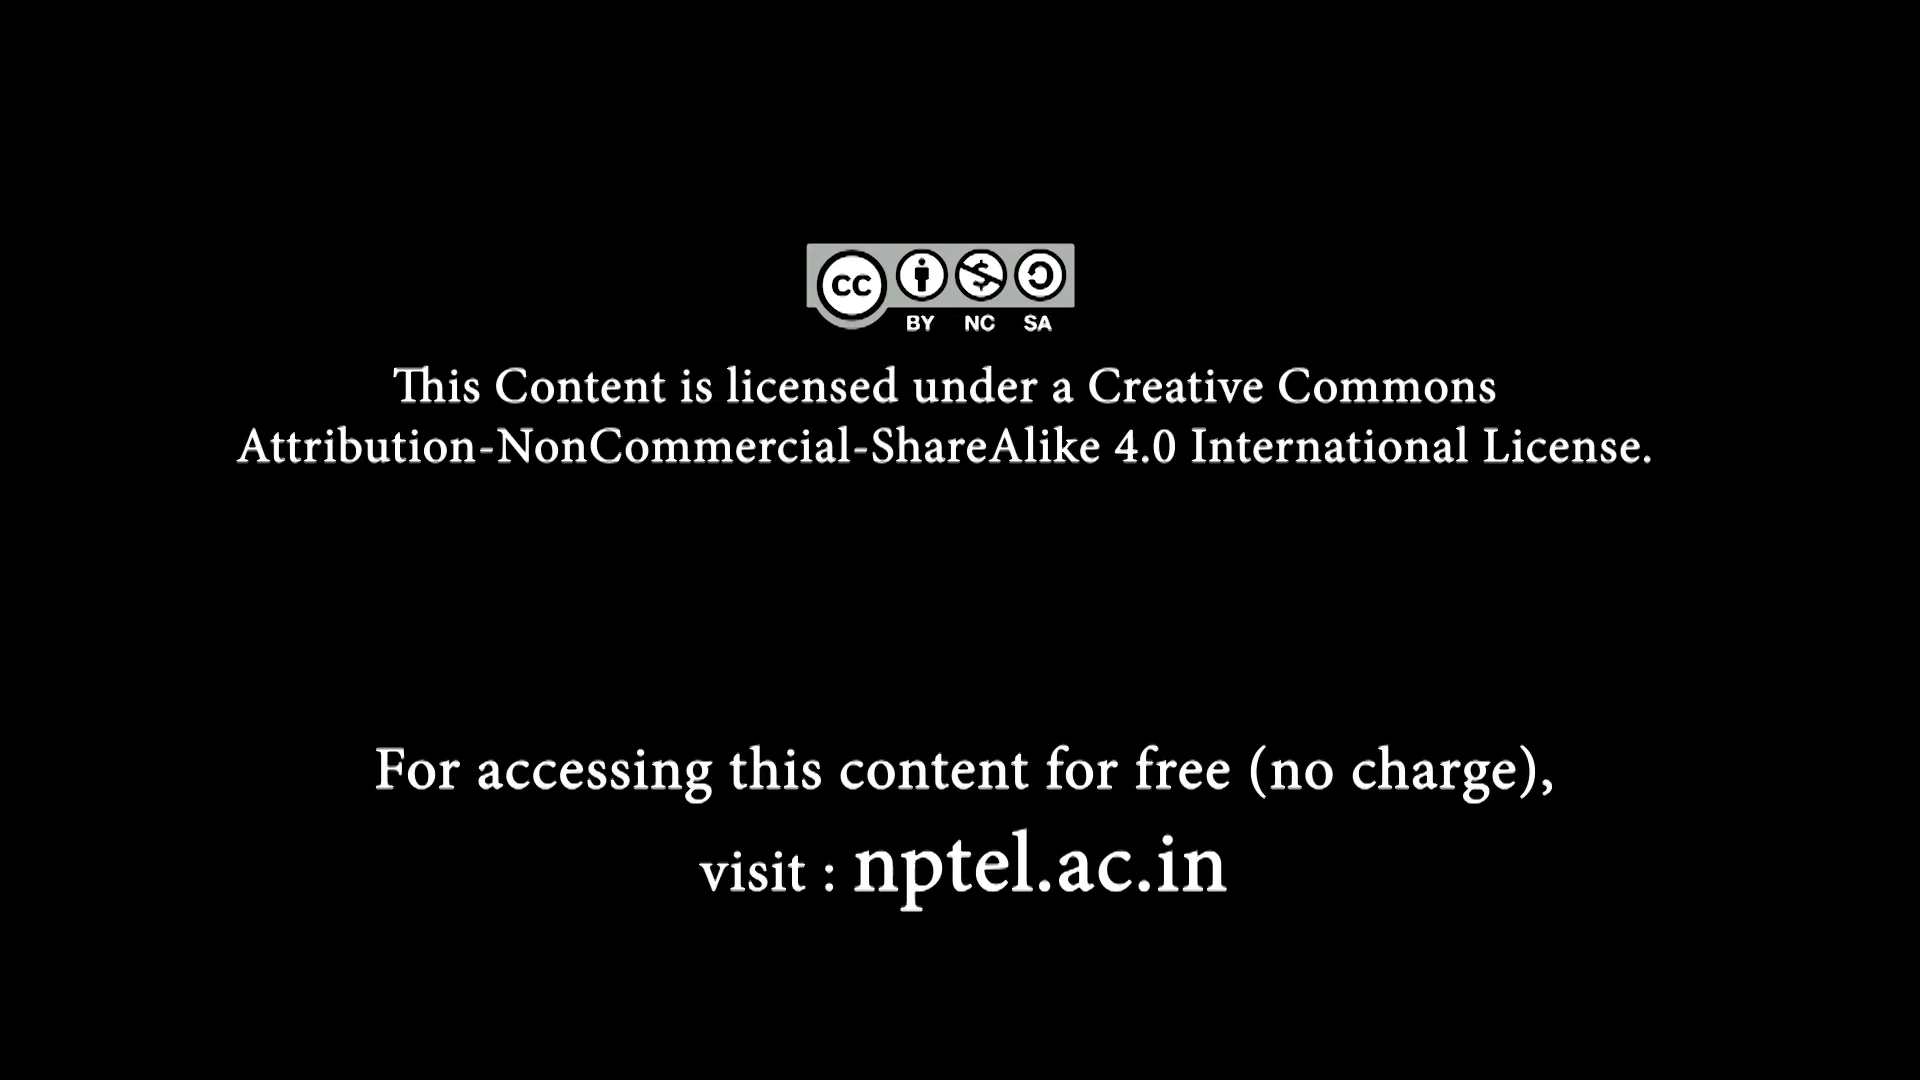 cc
BY NC SA
This Content is licensed under a Creative Commons
Attribution-NonCommercial-ShareAlike 4.0 International License.
For accessing this content for free (no charge),
visit : nptel.ac.in